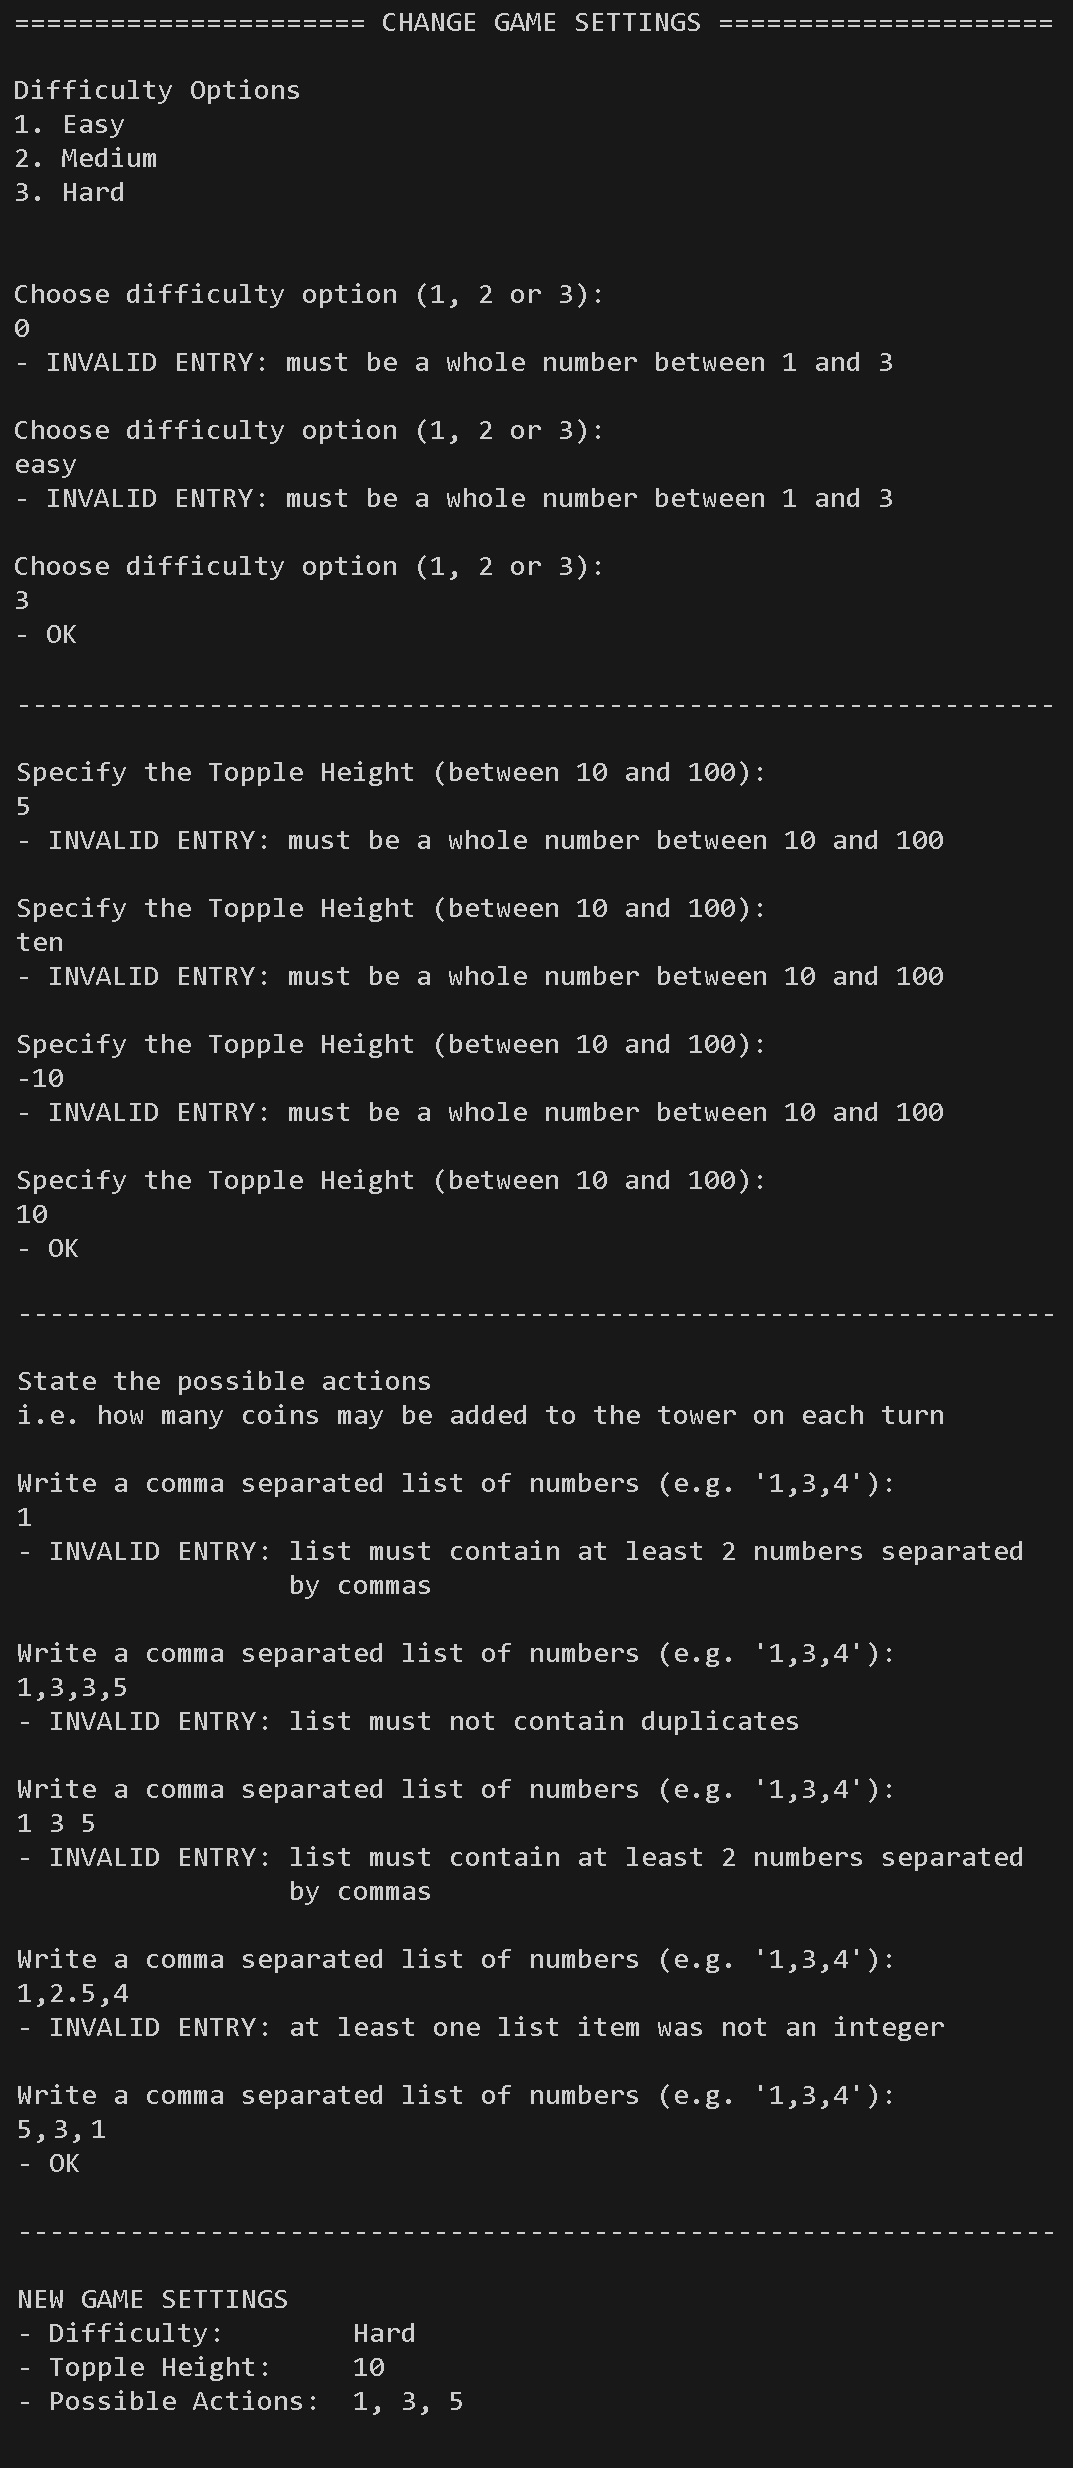 ====================== CHANGE GAME SETTINGS =====================
Difficulty Options
1. Easy
2. Medium
3. Hard
Choose difficulty option (1, 2 or 3):
0
- INVALID ENTRY: must be a whole number between 1 and 3
Choose difficulty option (1, 2 or 3):
easy
- INVALID ENTRY: must be a whole number between 1 and 3
Choose difficulty option (1, 2 or 3):
3
- OK
-----------------------------------------------------------------
Specify the Topple Height (between 10 and 100):
5
- INVALID ENTRY: must be a whole number between 10 and 100
Specify the Topple Height (between 10 and 100):
ten
- INVALID ENTRY: must be a whole number between 10 and 100
Specify the Topple Height (between 10 and 100):
-10
- INVALID ENTRY: must be a whole number between 10 and 100
Specify the Topple Height (between 10 and 100):
10
- OK
-----------------------------------------------------------------
State the possible actions
i.e. how many coins may be added to the tower on each turn
Write a comma separated list of numbers (e.g. '1,3,4'):
1
- INVALID ENTRY: list must contain at least 2 numbers separated
by commas
Write a comma separated list of numbers (e.g. '1,3,4'):
1,3,3,5
- INVALID ENTRY: list must not contain duplicates
Write a comma separated list of numbers (e.g. '1,3,4'):
1 3 5
- INVALID ENTRY: list must contain at least 2 numbers separated
by commas
Write a comma separated list of numbers (e.g. '1,3,4'):
1,2.5,4
- INVALID ENTRY: at least one list item was not an integer
Write a comma separated list of numbers (e.g. '1,3,4'):
5,3,1
- OK
-----------------------------------------------------------------
NEW GAME SETTINGS
- Difficulty: Hard
- Topple Height: 10
- Possible Actions: 1, 3, 5